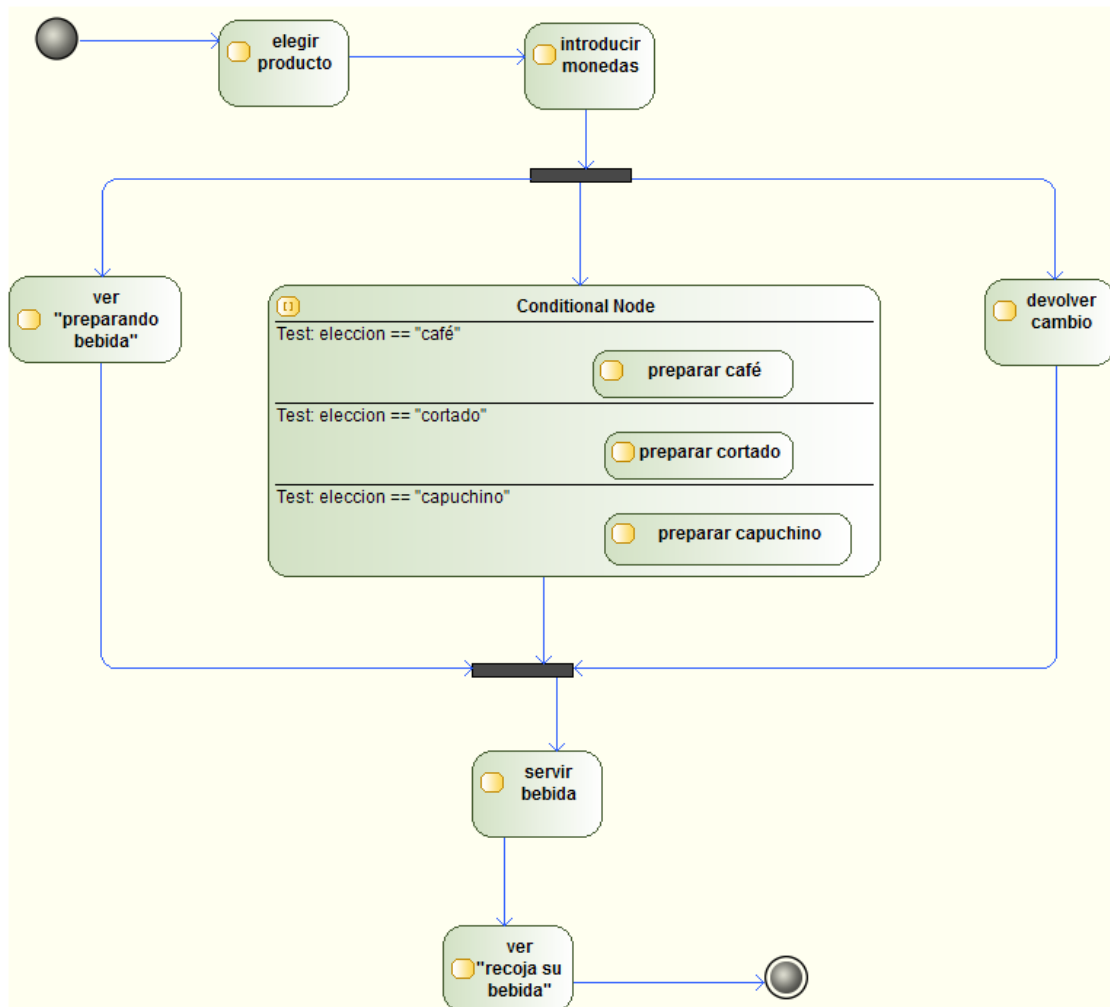 elegir
producto
introducir
monedas
ver
"preparando
bebida"
Conditional Node
Test: eleccion == "café"
preparar café
Test: eleccion == "cortado"
preparar cortado
Test: eleccion == "capuchino"
preparar capuchino
devolver
cambio
servir
bebida
ver
"recoja su
bebida"